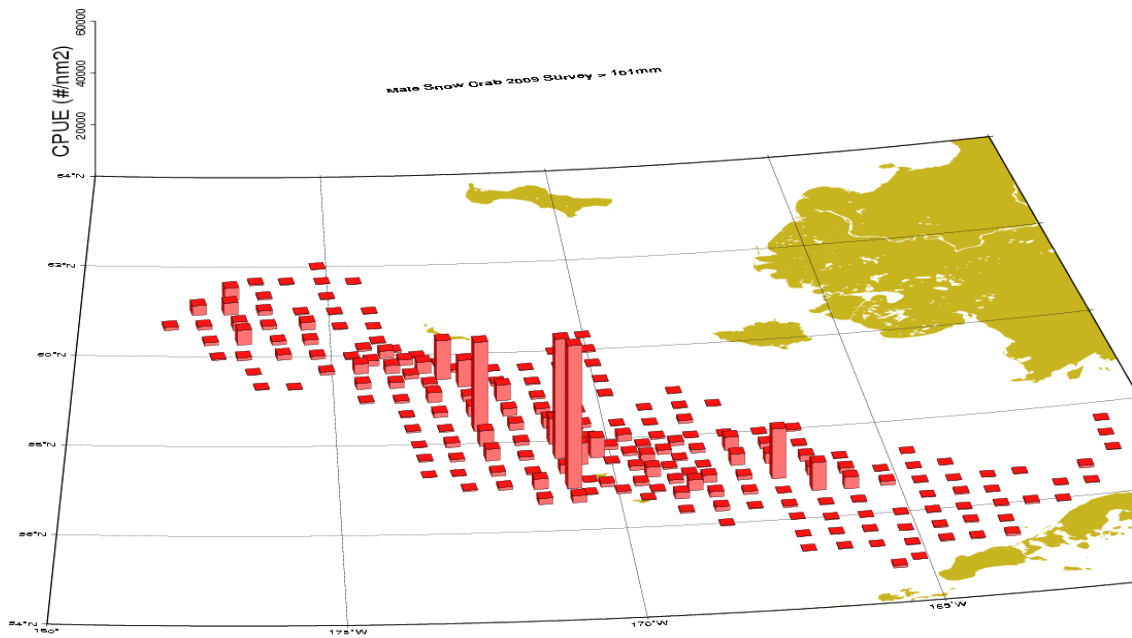 60000
40000
20000
CPUE (#/nm2)
Male Snow Crab 2009 Survey > 101mm
64°N
62°N
60°N
58°N
56°N
54°N
180°
175°W
170°W
165°W